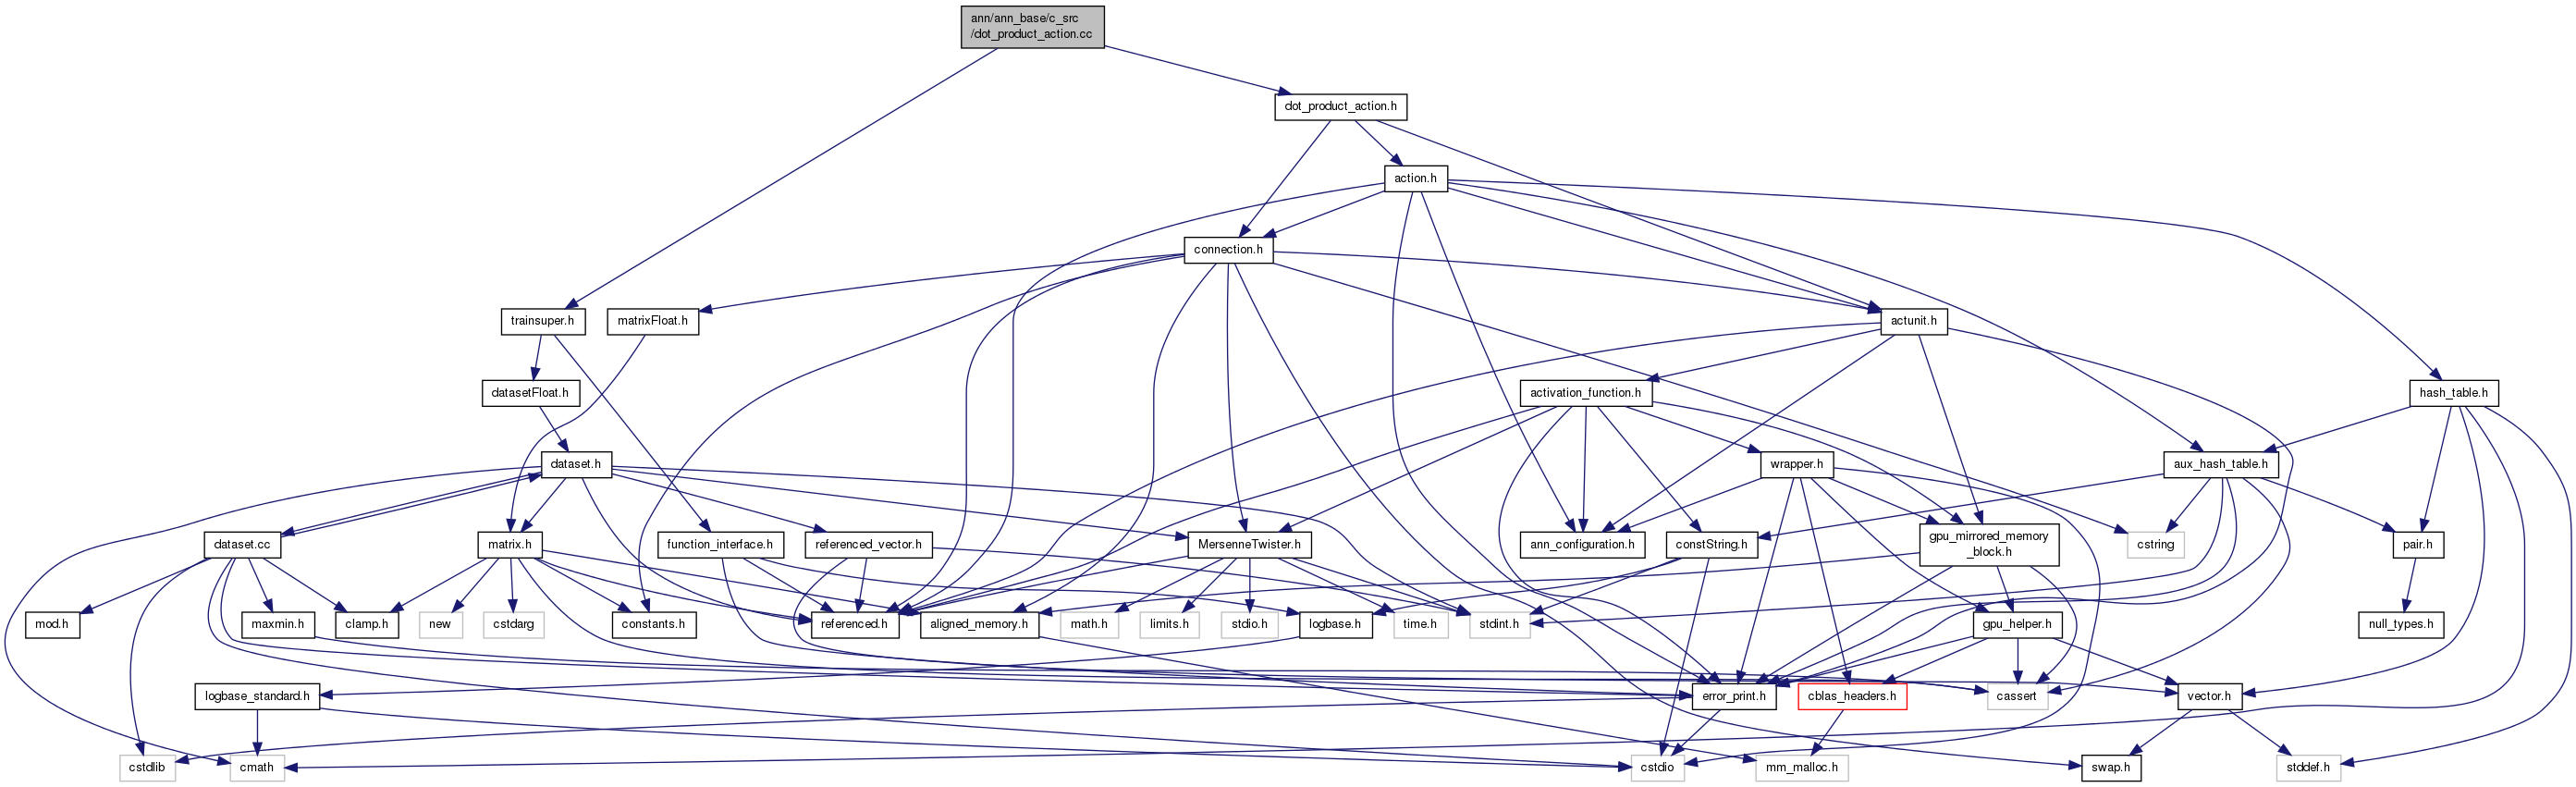 ann/ann_base/c_src
/dot_product_action.cc
dot_product_action.h
action.h
connection.h
trainsuper.h
matrixFloat.h
actunit.h
datasetFloat.h
activation_function.h
hash_table.h
dataset.h
wrapper.h
aux_hash_table.h
dataset.cc
matrix.h
function_interface.h
referenced_vector.h
MersenneTwister.h
ann_configuration.h
constString.h
gpu_mirrored_memory
_block.h
cstring
pair.h
mod.h
maxmin.h
clamp.h
new
cstdarg
constants.h
referenced.h
aligned_memory.h
math.h
limits.h
stdio.h
logbase.h
time.h
stdint.h
gpu_helper.h
null_types.h
logbase_standard.h
error_print.h
cblas_headers.h
cassert
vector.h
cstdlib
cmath
cstdio
mm_malloc.h
swap.h
stddef.h